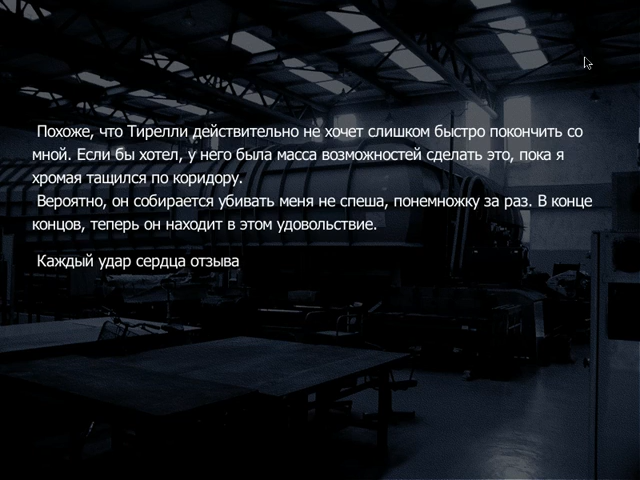 Похоже, что Тирелли действительно не хочет слишком быстро покончить со
мной. Если бы хотел, у него была масса возможностей сделать это, пока я
хромая тащился по коридору.
Вероятно, он собирается убивать меня не спеша, понемножку за раз. В конце
концов, теперь он находит в этом удовольствие.
Каждый удар сердца отзыва